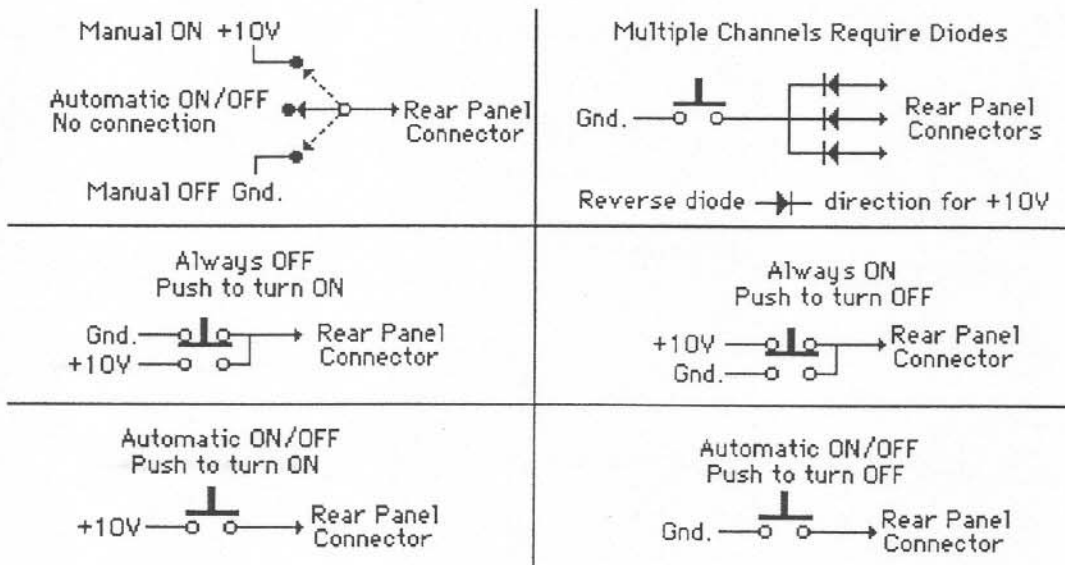 Manual ON +10V
Automatic ON/OFF
No connection
Rear Panel
Connector
Manual OFF Gnd.
Multiple Channels Require Diodes
Gnd.
Rear Panel
Connectors
Reverse diode direction for +10V
Always OFF
Push to turn ON
Gnd.
+10V
Rear Panel
Connector
Always ON
Push to turn OFF
+10V
Gnd.
Rear Panel
Connector
Automatic ON/OFF
Push to turn ON
+10V
Rear Panel
Connector
Automatic ON/OFF
Push to turn OFF
Gnd.
Rear Panel
Connector